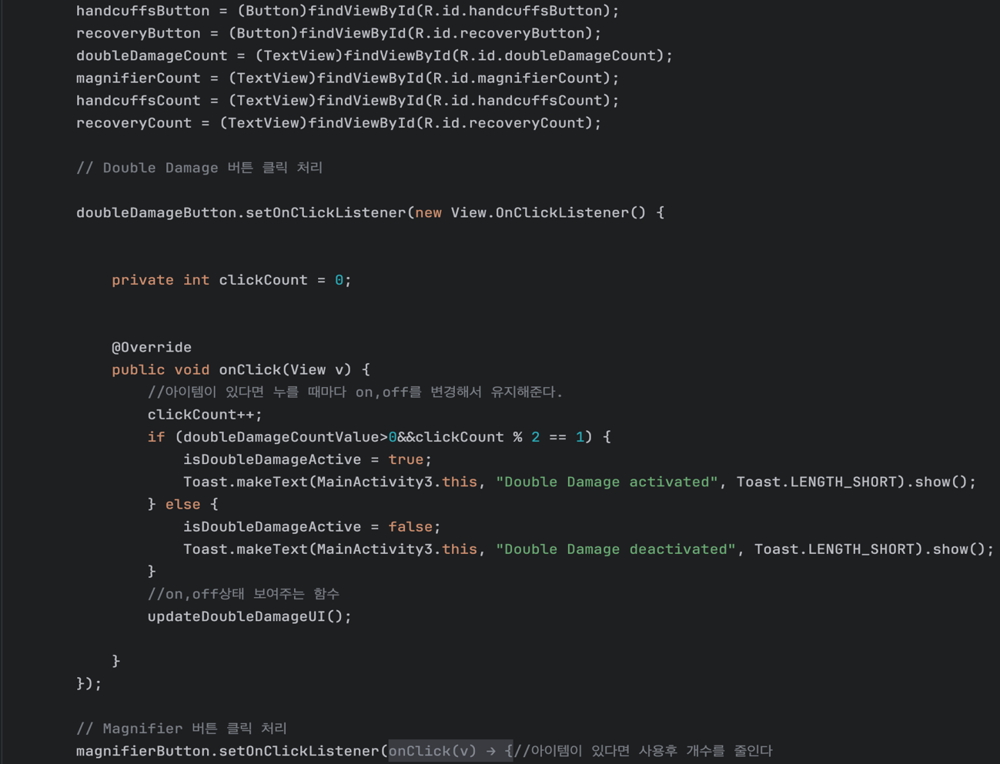 handcuffsButton = (Button)findViewById(R.id.handcuffsButton);
recoveryButton = (Button)findViewById(R.id.recoveryButton);
doubleDamageCount = (TextView)findViewById(R.id.doubleDamageCount);
magnifierCount = (TextView)findViewById(R.id.magnifierCount);
handcuffsCount = (TextView)findViewById(R.id.handcuffsCount);
recoveryCount = (TextView)findViewById(R.id.recoveryCount);
// Double Damage 버튼 클릭 처리
doubleDamageButton.setOnClickListener(new View.OnClickListener() {
private int clickCount = 0;
@Override
public void onClick(View v) {
//아이템이 있다면 누를 때마다 on,off를 변경해서 유지해준다.
clickCount++;
if (doubleDamageCountValue>0&&clickCount % 2 == 1) {
isDoubleDamageActive = true;
Toast.makeText(MainActivity3.this, "Double Damage activated", Toast.LENGTH_SHORT).show();
} else {
isDoubleDamageActive = false;
Toast.makeText(MainActivity3.this, "Double Damage deactivated", Toast.LENGTH_SHORT).show();
}
//on,off상태 보여주는 함수
updateDoubleDamageUI();
}
});
// Magnifier 버튼 클릭 처리
magnifierButton.setOnClickListener(onClick(v) → {//아이템이 있다면 사용후 개수를 줄인다